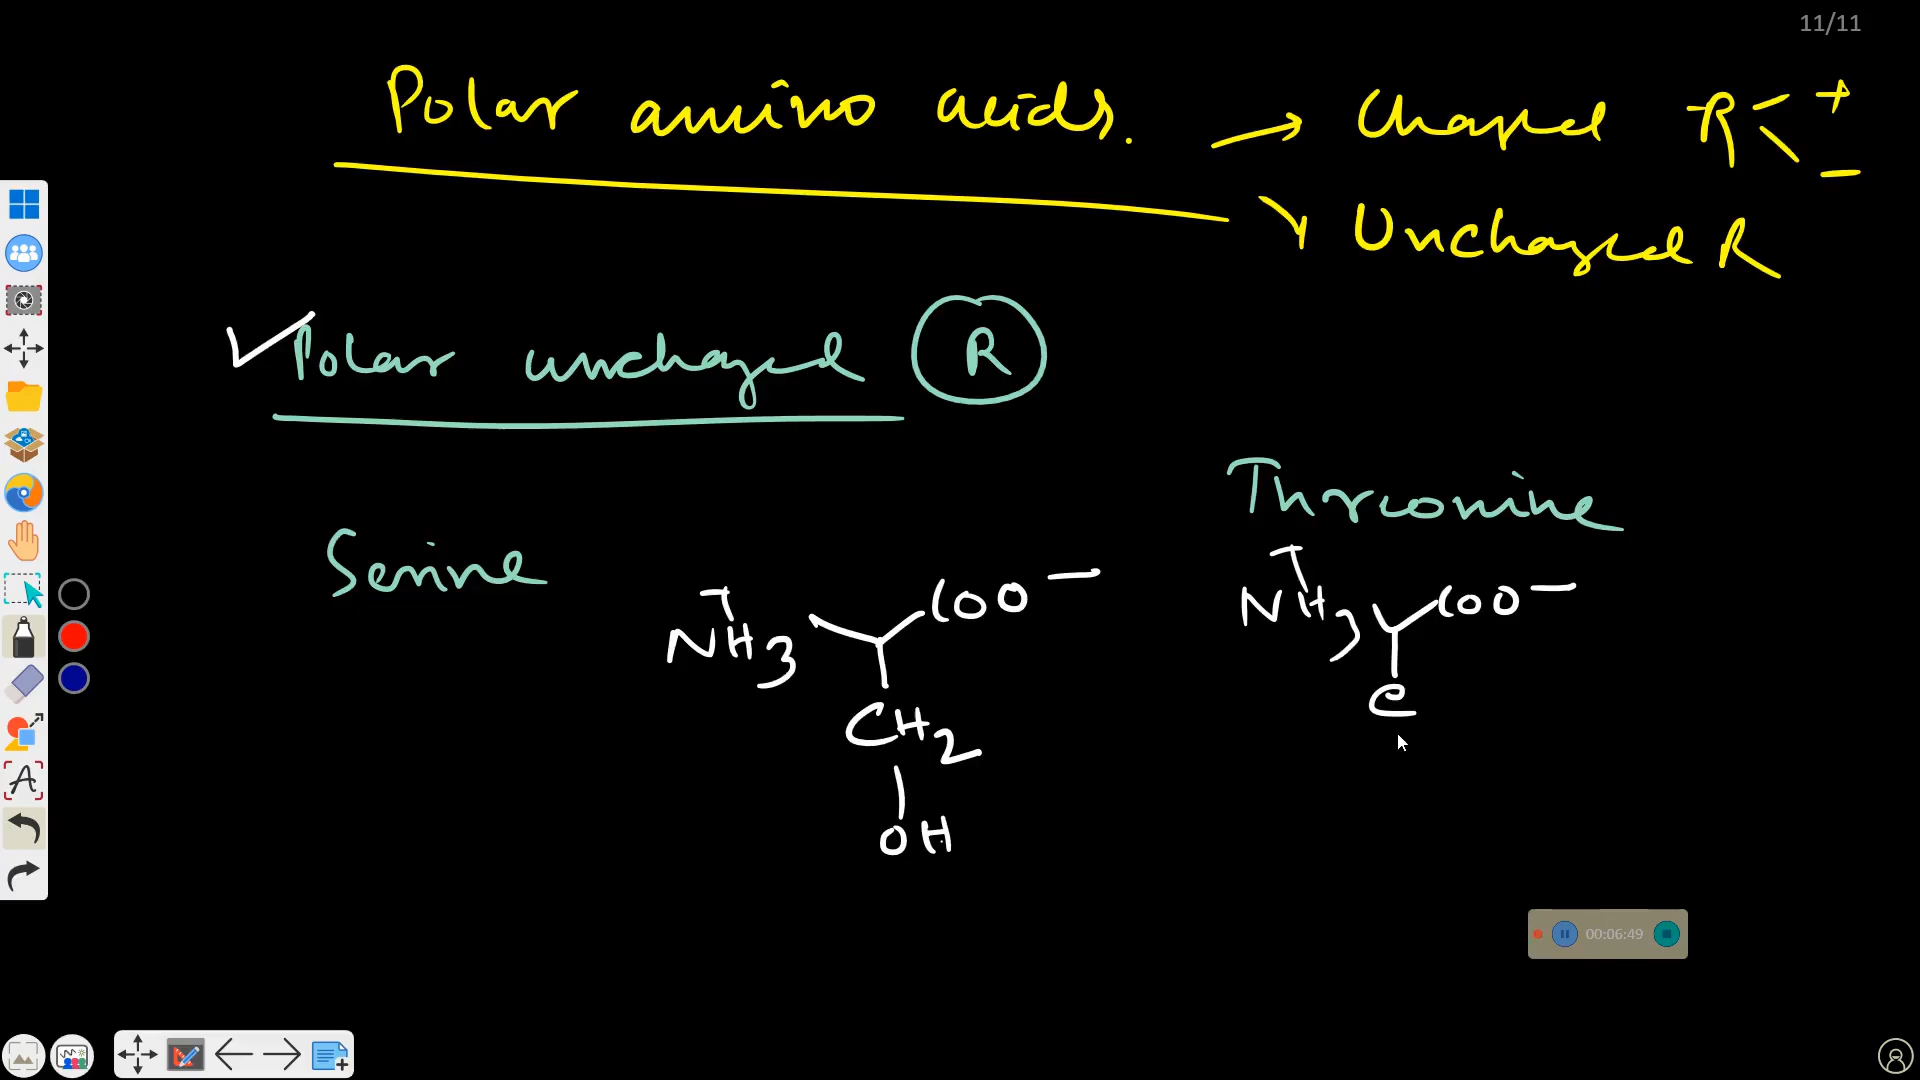 11/11
Polar amino acids. → Charged R < + −
Uncharged R
Polar uncharged R
Threonine
Serine
NH3 COO−
NH3 COO−
C
CH2
OH
00:06:49